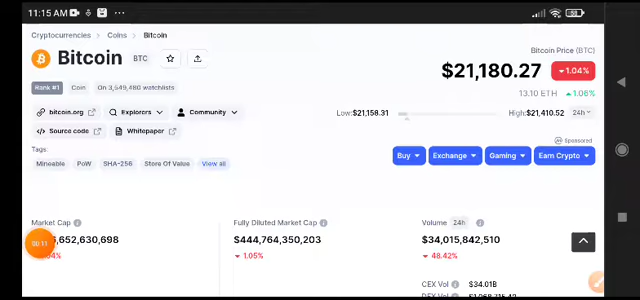 11:15 AM
Cryptocurrencies > Coins > Bitcoin
Bitcoin BTC
Rank #1 Coin On 3,549,480 watchlists
bitcoin.org Explorers Community
Source code Whitepaper
Tags:
Mineable PoW SHA-256 Store Of Value View all
Bitcoin Price (BTC)
$21,180.27 1.04%
13.10 ETH 1.06%
Low:$21,158.31 High:$21,410.52 24h
Sponsored
Buy Exchange Gaming Earn Crypto
Market Cap
652,630,698
00:11
Fully Diluted Market Cap
$444,764,350,203
1.05%
Volume 24h
$34,015,842,510
48.42%
CEX Vol $34.01B
DEX Vol